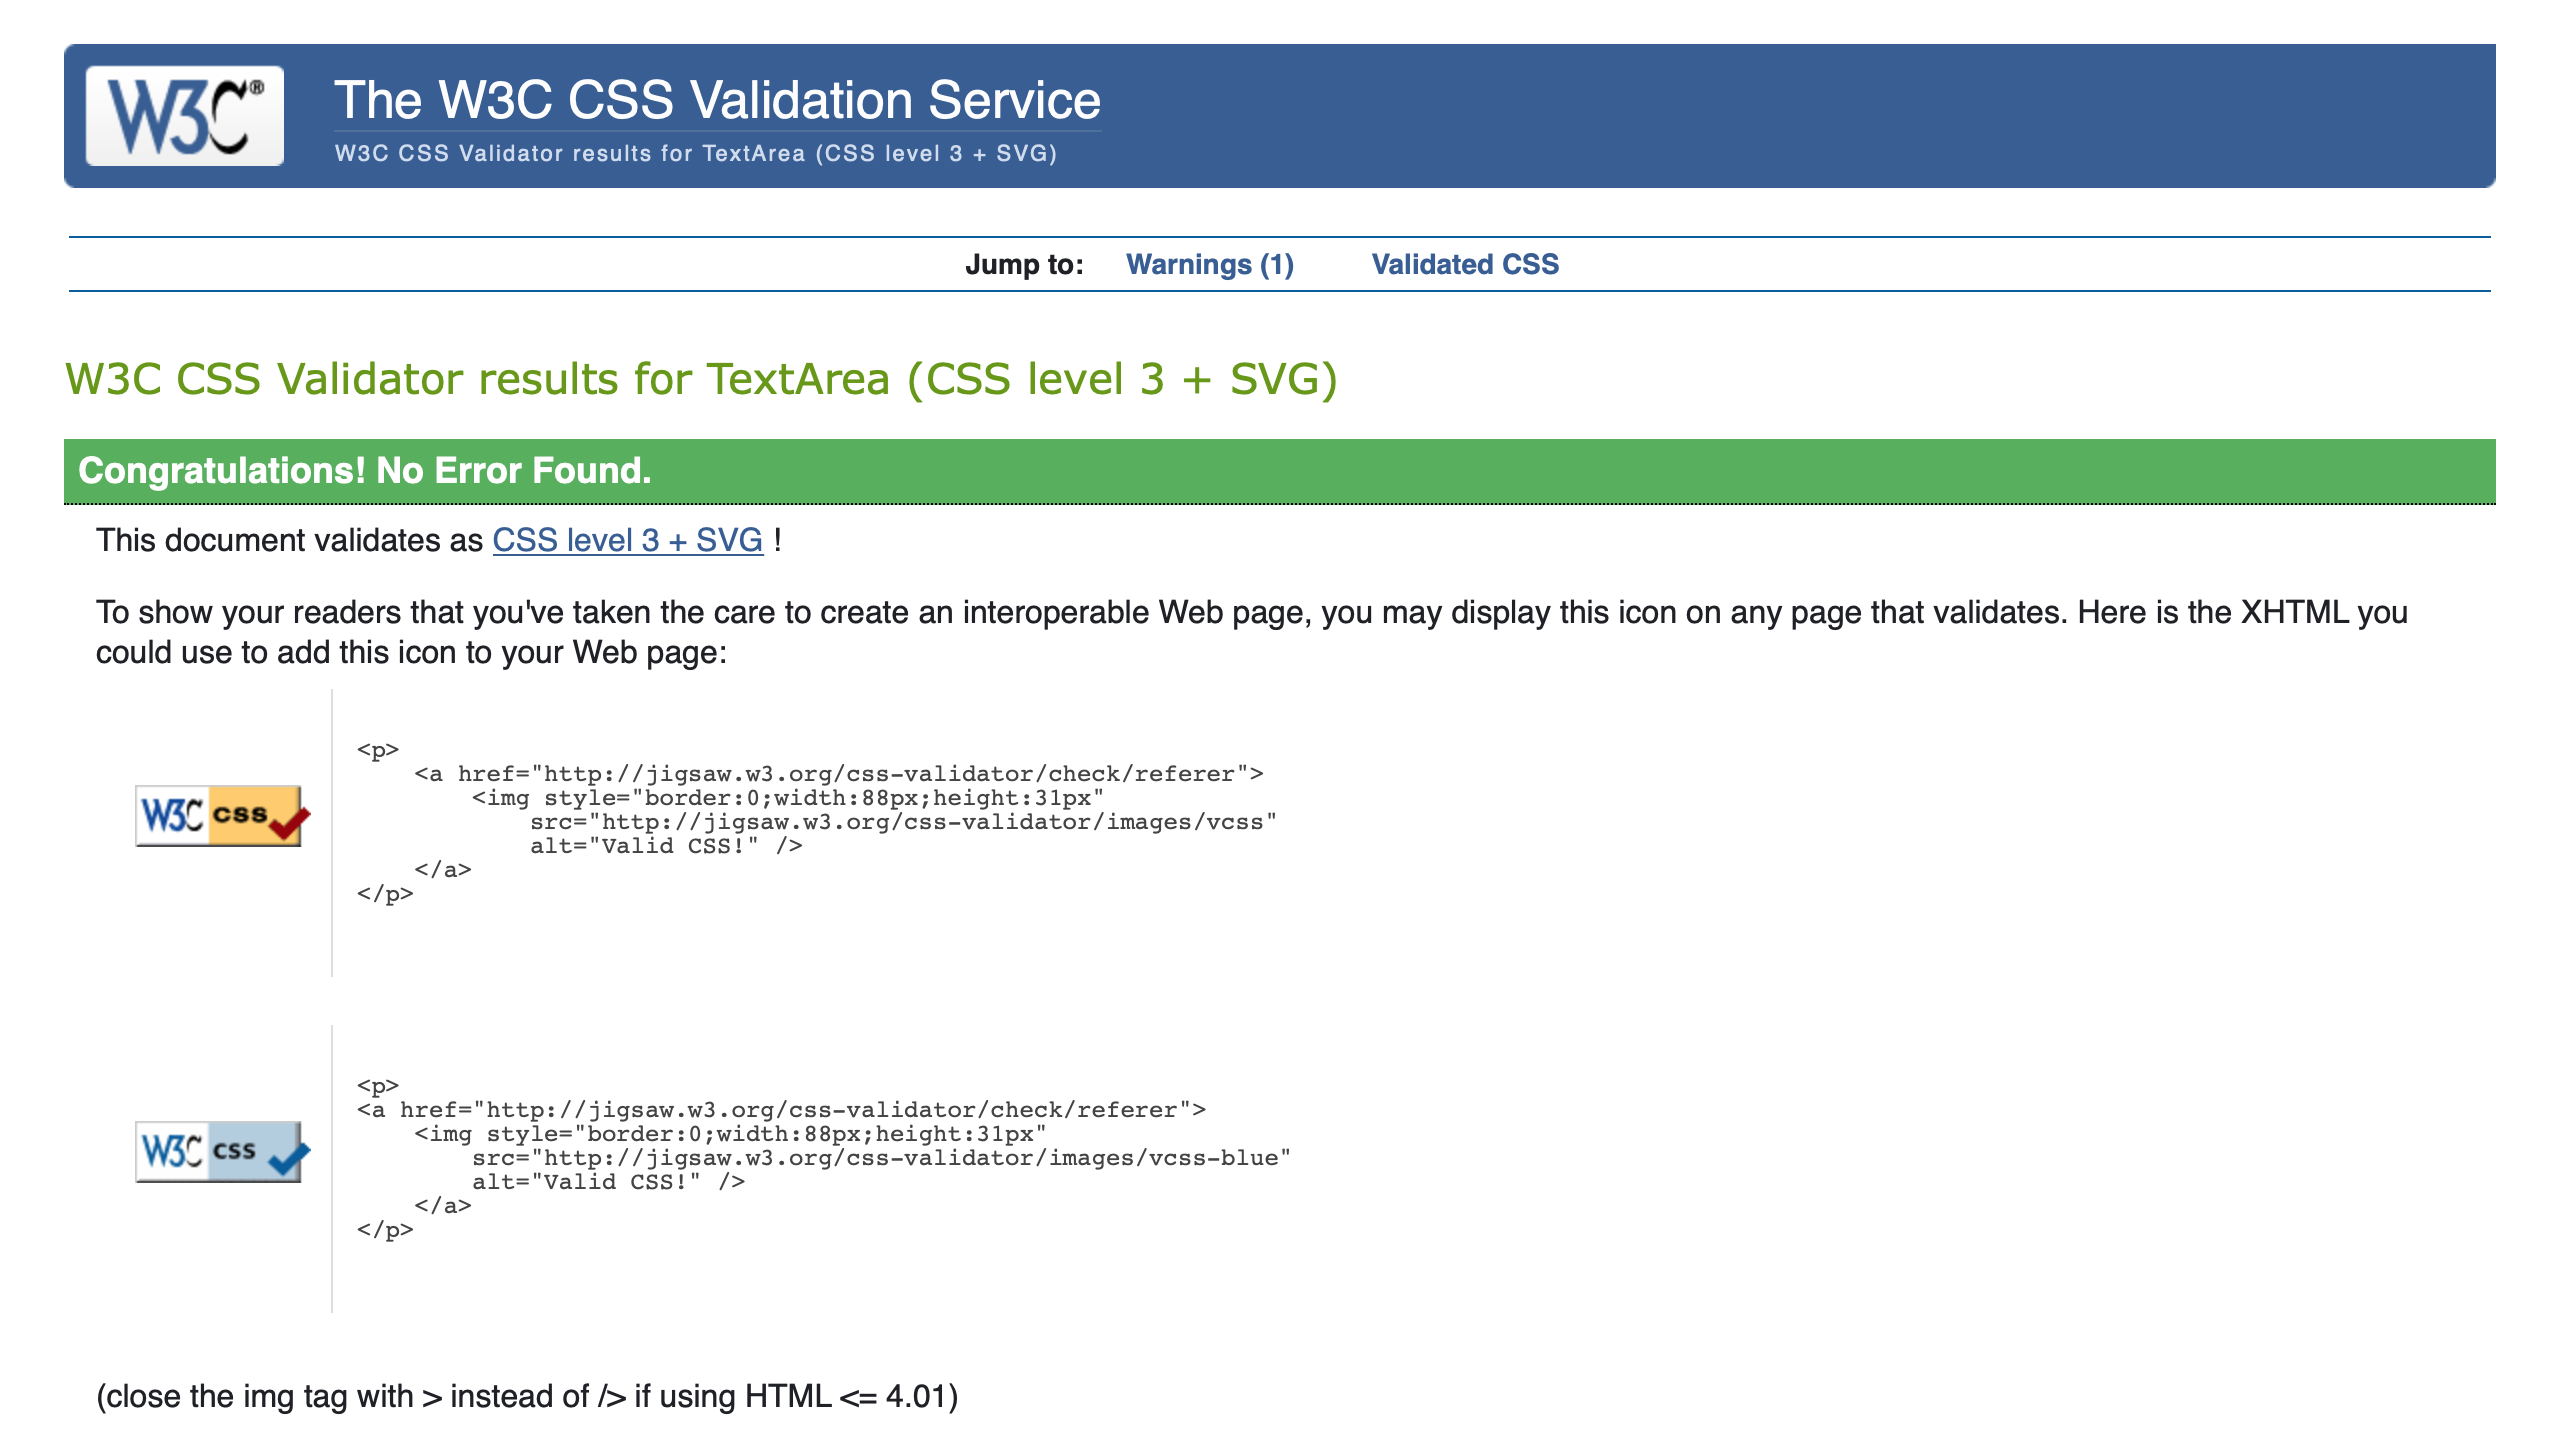 W3C®
The W3C CSS Validation Service
W3C CSS Validator results for TextArea (CSS level 3 + SVG)
Jump to: Warnings (1) Validated CSS
W3C CSS Validator results for TextArea (CSS level 3 + SVG)
Congratulations! No Error Found.
This document validates as CSS level 3 + SVG !
To show your readers that you've taken the care to create an interoperable Web page, you may display this icon on any page that validates. Here is the XHTML you
could use to add this icon to your Web page:
W3C css
<p>
    <a href="http://jigsaw.w3.org/css-validator/check/referer">
        <img style="border:0;width:88px;height:31px"
            src="http://jigsaw.w3.org/css-validator/images/vcss"
            alt="Valid CSS!" />
    </a>
</p>
W3C css
<p>
<a href="http://jigsaw.w3.org/css-validator/check/referer">
    <img style="border:0;width:88px;height:31px"
        src="http://jigsaw.w3.org/css-validator/images/vcss-blue"
        alt="Valid CSS!" />
    </a>
</p>
(close the img tag with > instead of /> if using HTML <= 4.01)